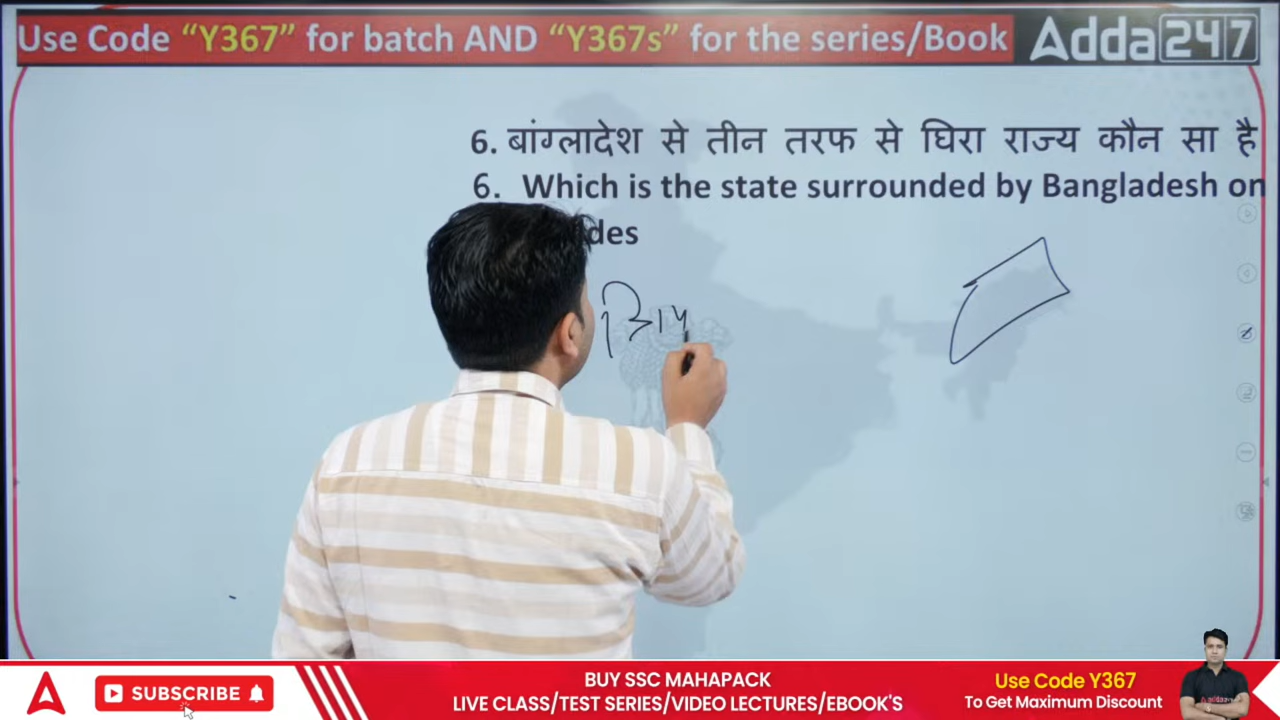 Use Code “Y367” for batch AND “Y367s” for the series/Book
Adda247
6. बांग्लादेश से तीन तरफ से घिरा राज्य कौन सा है
6. Which is the state surrounded by Bangladesh on
des
SUBSCRIBE
BUY SSC MAHAPACK
LIVE CLASS/TEST SERIES/VIDEO LECTURES/EBOOK'S
Use Code Y367
To Get Maximum Discount